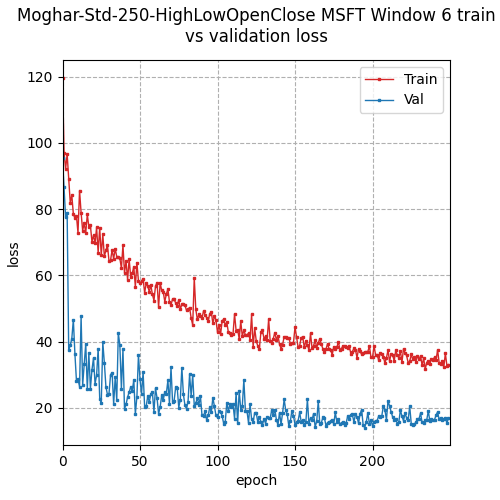 Moghar-Std-250-HighLowOpenClose MSFT Window 6 train
vs validation loss
Train
Val
120
100
80
60
40
20
loss
0
50
100
150
200
epoch